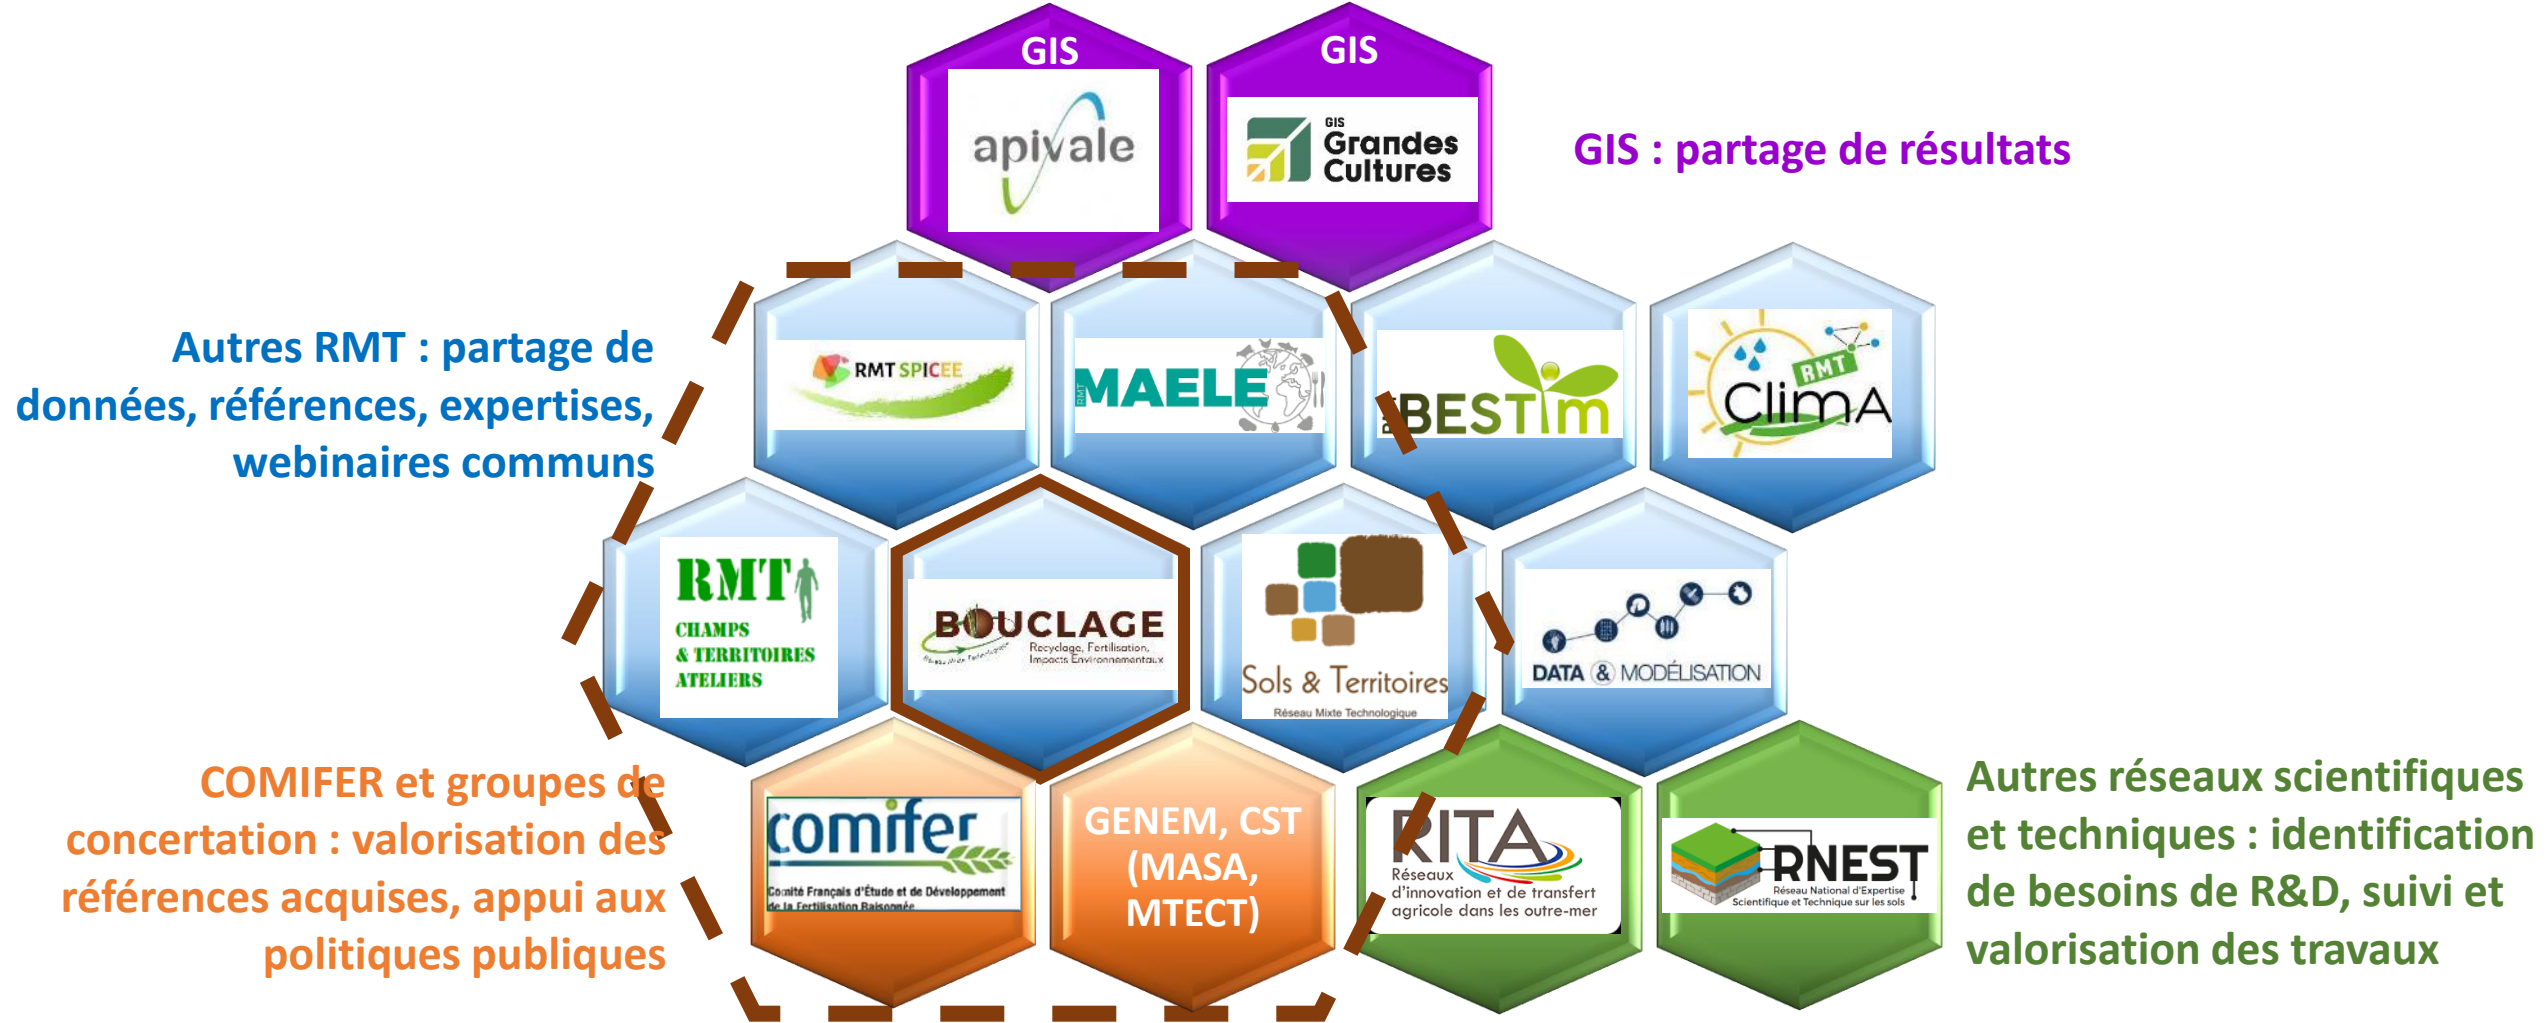 GIS
apivale
GIS
GIS
Grandes
Cultures
GIS : partage de résultats
Autres RMT : partage de
données, références, expertises,
webinaires communs
RMT SPICEE
RMT
MAELE
BESTim
RMT
ClimA
RMT
CHAMPS
& TERRITOIRES
ATELIERS
BOUCLAGE
Recyclage, Fertilisation,
Impacts Environnementaux
Réseau Mixte Technologique
Sols & Territoires
Réseau Mixte Technologique
DATA & MODÉLISATION
COMIFER et groupes de
concertation : valorisation des
références acquises, appui aux
politiques publiques
comifer
Comité Français d'Étude et de Développement
de la Fertilisation Raisonnée
GENEM, CST
(MASA,
MTECT)
RITA
Réseaux
d'innovation et de transfert
agricole dans les outre-mer
RNEST
Réseau National d'Expertise
Scientifique et Technique sur les sols
Autres réseaux scientifiques
et techniques : identification
de besoins de R&D, suivi et
valorisation des travaux